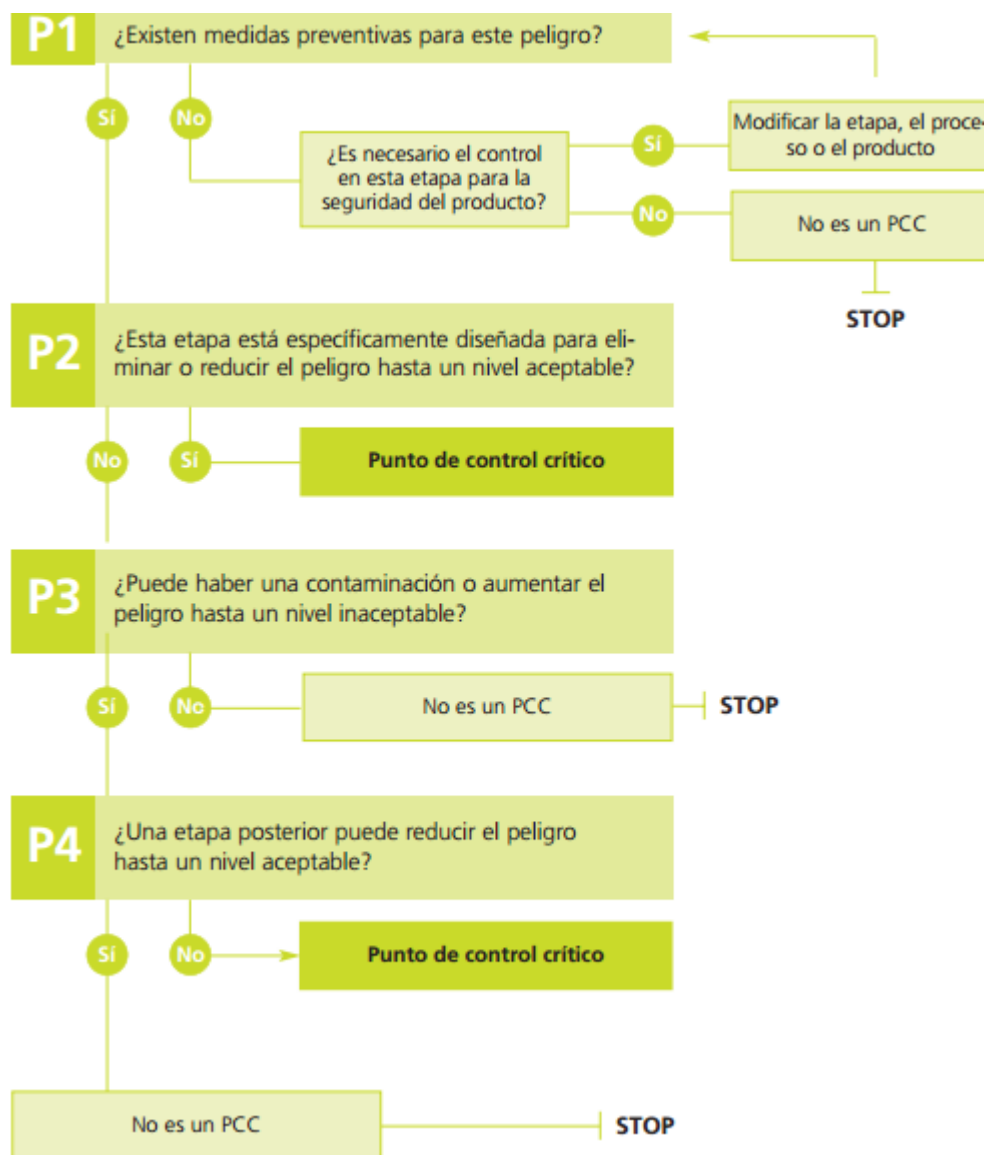 P1
¿Existen medidas preventivas para este peligro?
Sí
No
¿Es necesario el control
en esta etapa para la
seguridad del producto?
Sí
Modificar la etapa, el proce-
so o el producto
No
No es un PCC
STOP
P2
¿Esta etapa está específicamente diseñada para eli-
minar o reducir el peligro hasta un nivel aceptable?
No
Sí
Punto de control crítico
P3
¿Puede haber una contaminación o aumentar el
peligro hasta un nivel inaceptable?
Sí
No
No es un PCC
STOP
P4
¿Una etapa posterior puede reducir el peligro
hasta un nivel aceptable?
Sí
No
Punto de control crítico
No es un PCC
STOP